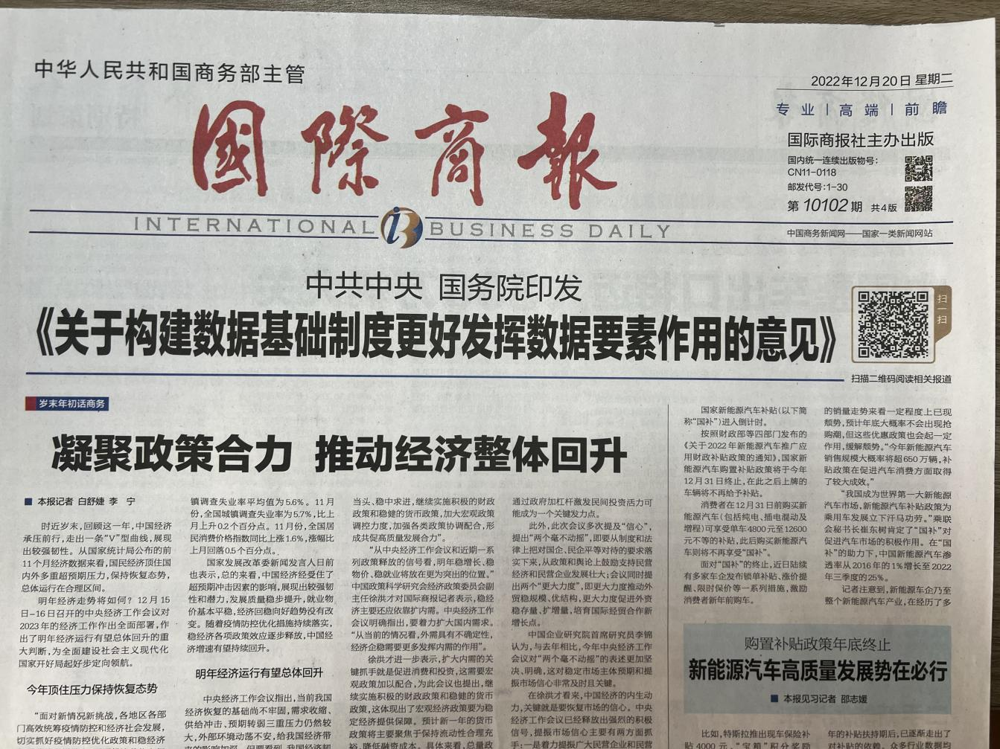 中华人民共和国商务部主管
國際商報
INTERNATIONAL BUSINESS DAILY
2022年12月20日 星期二
专业|高端|前瞻
国际商报社主办出版
国内统一连续出版物号：
CN11-0118
邮发代号：1-30
第10102期 共4版
中国商务新闻网——国家一类新闻网站
中共中央 国务院印发
《关于构建数据基础制度更好发挥数据要素作用的意见》
扫一扫
扫描二维码阅读相关报道
岁末年初话商务
凝聚政策合力 推动经济整体回升
■ 本报记者 白舒婕 李 宁
时近岁末，回顾这一年，中国经济
承压前行，走出一条“V”型曲线，展现
出较强韧性。从国家统计局公布的前
11个月经济数据来看，国民经济顶住国
内外多重超预期压力，保持恢复态势，
总体运行在合理区间。
明年经济走势将如何？12月15
日-16日召开的中央经济工作会议对
2023年的经济工作作出全面部署，作
出了明年经济运行有望总体回升的重
大判断，为全面建设社会主义现代化
国家开好局起好步定向领航。
今年顶住压力保持恢复态势
“面对新情况新挑战，各地区各部
门高效统筹疫情防控和经济社会发展，
切实抓好疫情防控优化政策和稳经济
镇调查失业率平均值为5.6%。11月
份，全国城镇调查失业率为5.7%，比上
月上升0.2个百分点。11月份，全国居
民消费价格指数同比上涨1.6%，涨幅比
上月回落0.5个百分点。
国家发展改革委新闻发言人日前
也表示，总的来看，中国经济经受住了
超预期冲击因素的影响，展现出较强韧
性和潜力，发展质量稳步提升，就业物
价基本平稳，经济回稳向好趋势没有改
变。随着疫情防控优化措施持续落实，
稳经济各项政策效应逐步释放，中国经
济增速有望持续回升。
明年经济运行有望总体回升
中央经济工作会议指出，当前我国
经济恢复的基础尚不牢固，需求收缩、
供给冲击、预期转弱三重压力仍然较
大，外部环境动荡不安，给我国经济带
来的影响加深。但要看到，我国经济韧
当头、稳中求进，继续实施积极的财政
政策和稳健的货币政策，加大宏观政策
调控力度，加强各类政策协调配合，形
成共促高质量发展合力”。
“从中央经济工作会议和近期一系
列政策释放的信号看，明年稳增长、稳
物价、稳就业将放在更为突出的位置。”
中国政策科学研究会经济政策委员会副
主任徐洪才对国际商报记者表示，稳经
济主要还应依靠扩内需。中央经济工作
会议明确指出，要着力扩大国内需求。
“从当前的情况看，外需具有不确定性，
经济企稳需要更多发挥内需的作用”。
徐洪才进一步表示，扩大内需的关
键抓手就是促进消费和投资，这需要宏
观政策加以配合，为此会议也提出，继
续实施积极的财政政策和稳健的货币
政策，这体现出了宏观经济政策要为稳
定经济提供保障。预计新一年的货币
政策将主要聚焦于保持流动性合理充
裕、降低融资成本。具体来看，总量政
通过政府加杠杆激发民间投资活力可
能成为一个关键发力点。
此外，此次会议多次提及“信心”，
提出“两个毫不动摇”，即要从制度和法
律上把对国企、民企平等对待的要求落
实下来，从政策和舆论上鼓励支持民营
经济和民营企业发展壮大；会议同时提
出两个“更大力度”，即更大力度推动外
贸稳规模、优结构，更大力度促进外资
稳存量、扩增量，培育国际经贸合作新
增长点。
中国企业研究院首席研究员李锦
认为，与去年相比，今年中央经济工作
会议对“两个毫不动摇”的表述更加坚
决、明确，这对稳定市场主体预期和提
振市场信心非常及时且关键。
在徐洪才看来，中国经济的内生动
力，关键就是要恢复市场的信心。中央
经济工作会议已经释放出强烈的积极
信号，提振市场信心主要有两方面抓
手：一是着力提振广大民营企业和民营
国家新能源汽车补贴(以下简
称“国补”)进入倒计时。
按照财政部等四部门发布的
《关于2022年新能源汽车推广应
用财政补贴政策的通知》，国家新
能源汽车购置补贴政策将于今年
12月31日终止，在此之后上牌的
车辆将不再给予补贴。
消费者在12月31日前购买新
能源汽车(包括纯电、插电混动及
增程)可享受单车4800元至12600
元不等的补贴，此后购买新能源汽
车则将不再享受“国补”。
面对“国补”的终止，近日陆续
有多家车企发布锁单补贴、涨价提
醒、限时保价等一系列措施，激励
消费者年前购车。
的销量走势来看一定程度上已现
颓势，预计年底大概率不会出现抢
购潮，但这些优惠政策也会起一定
作用，缓解颓势。“今年新能源汽车
销售规模大概率将超650万辆，补
贴政策在促进汽车消费方面取得
了较大成效。”
“我国成为世界第一大新能源
汽车市场，新能源汽车补贴政策为
乘用车发展立下汗马功劳。”乘联
会秘书长崔东树肯定了“国补”对
促进汽车市场的积极作用。在“国
补”的助力下，中国新能源汽车渗
透率从2016年的1%增长至2022
年三季度的25%。
记者注意到，新能源车企乃至
整个新能源汽车产业，在经历了多
购置补贴政策年底终止
新能源汽车高质量发展势在必行
■ 本报见习记者 邵志媛
比如，特斯拉推出现车保险补
贴4000元、“宝箱”积分奖励
年的补贴扶持期后，已逐渐走出了
对补贴的依赖，众多行业数据可